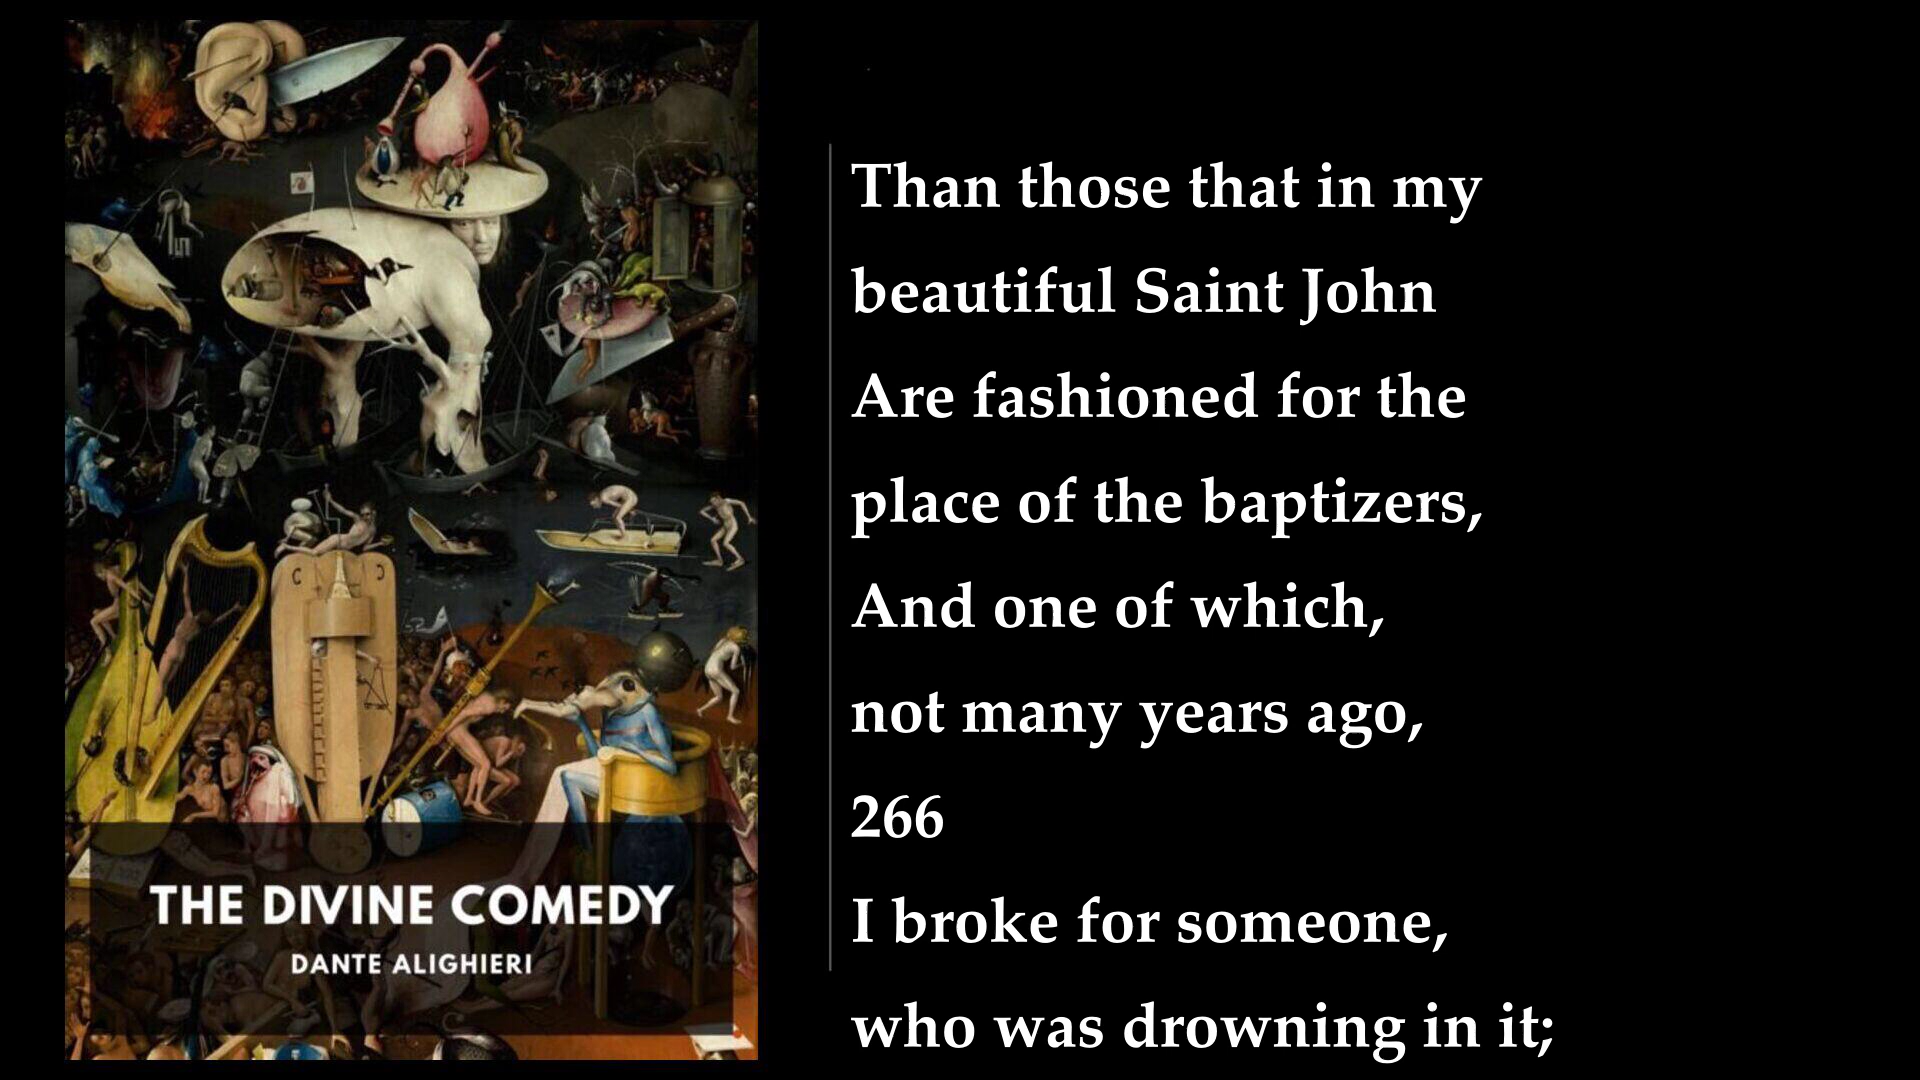 THE DIVINE COMEDY
DANTE ALIGHIERI
Than those that in my
beautiful Saint John
Are fashioned for the
place of the baptizers,
And one of which,
not many years ago,
266
I broke for someone,
who was drowning in it;